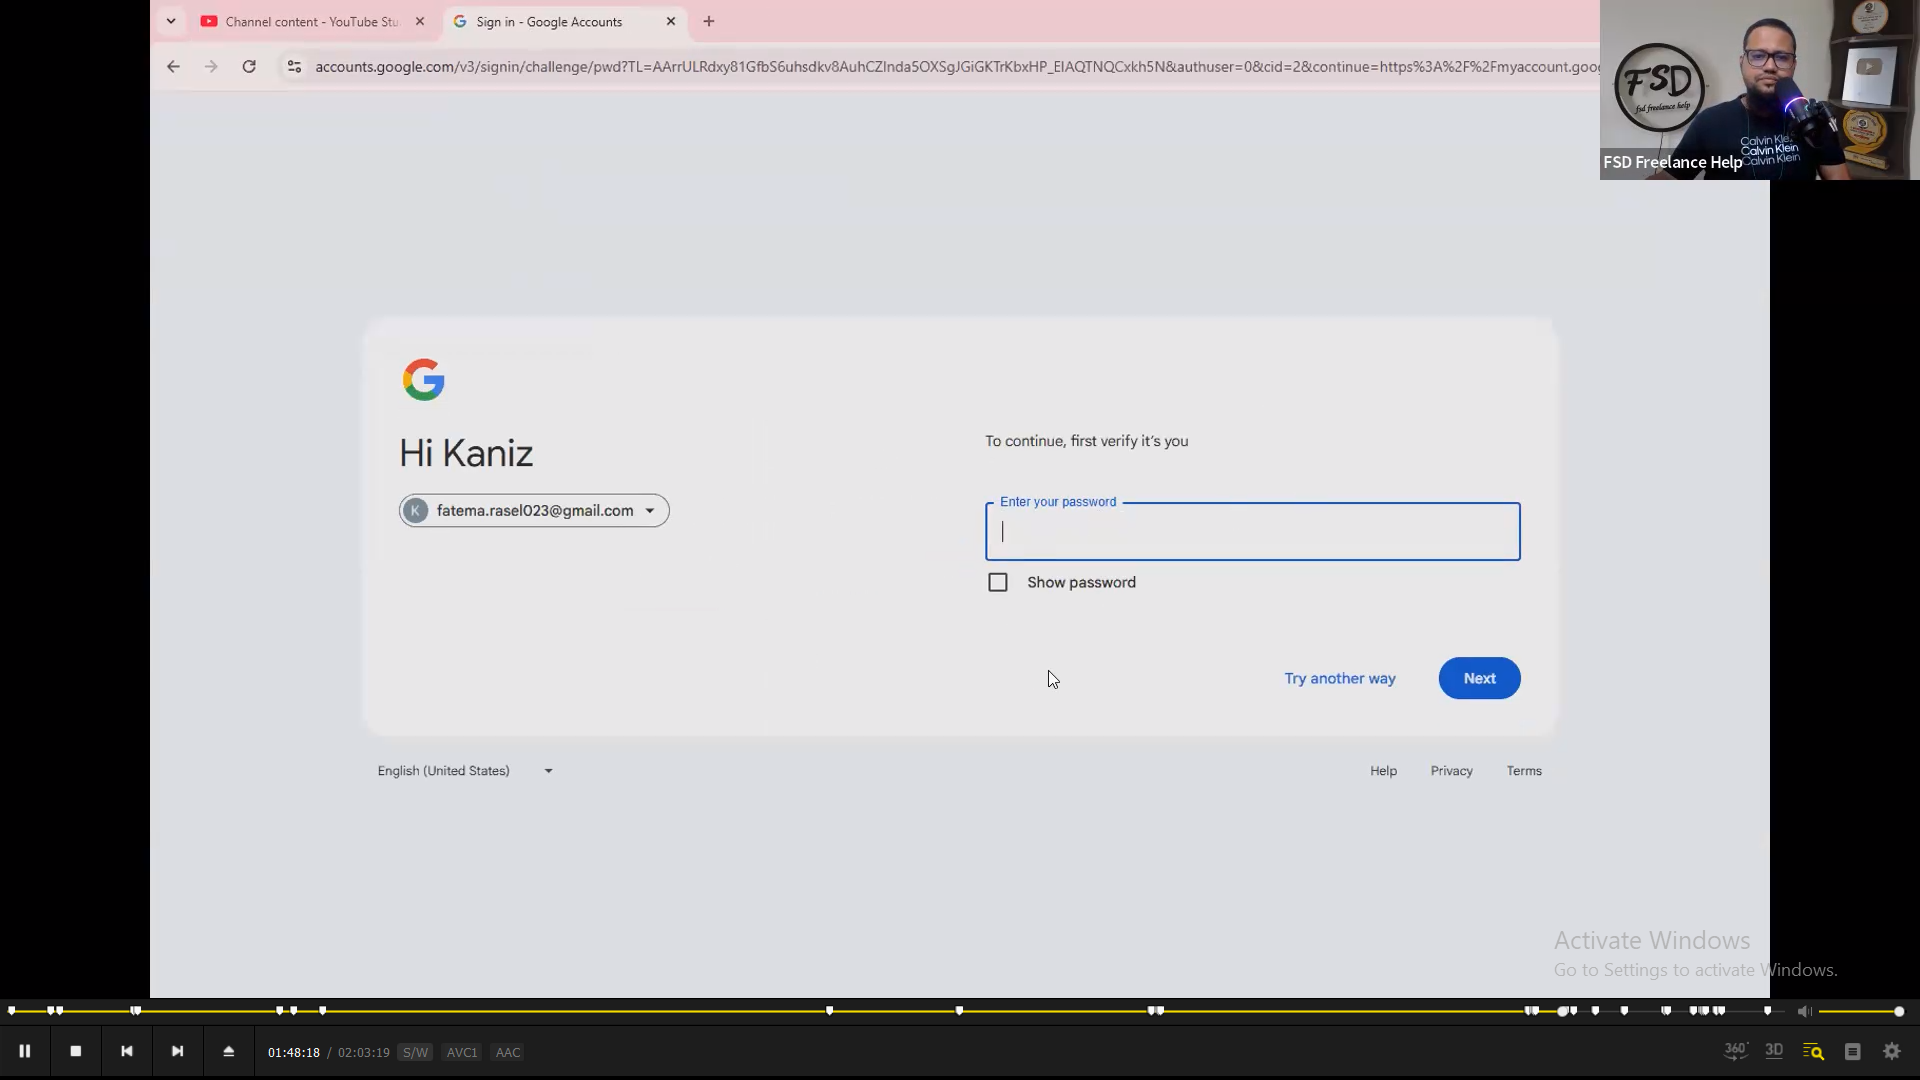 Channel content - YouTube Stu
Sign in - Google Accounts
accounts.google.com/v3/signin/challenge/pwd?TL=AArrULRdxy81GfbS6uhsdkv8AuhCZInda5OXSgJGiGKTrKbxHP_EIAQTNQCxkh5N&authuser=0&cid=2&continue=https%3A%2F%2Fmyaccount.goog
FSD
fsd freelance help
Calvin Klein
Calvin Klein
Calvin Klein
FSD Freelance Help
Hi Kaniz
K fatema.rasel023@gmail.com
To continue, first verify it's you
Enter your password
Show password
Try another way
Next
English (United States)
Help
Privacy
Terms
Activate Windows
Go to Settings to activate Windows.
01:48:18 / 02:03:19 S/W AVC1 AAC
360°
3D